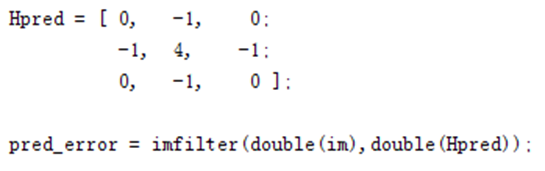 Hpred = [ 0, -1, 0;
-1, 4, -1;
0, -1, 0 ];
pred_error = imfilter(double(im),double(Hpred));